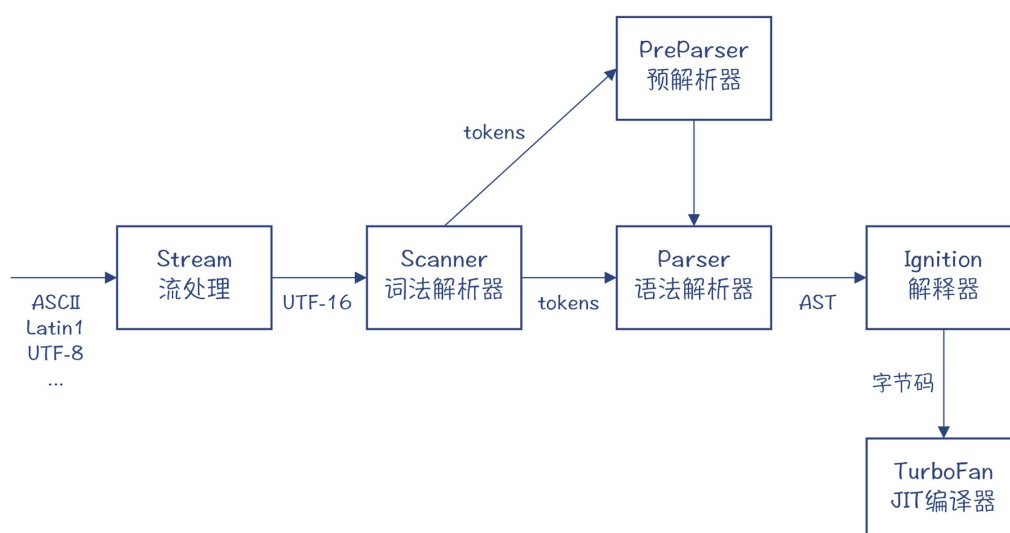 PreParser
预解析器
tokens
Stream
流处理
Scanner
词法解析器
Parser
语法解析器
Ignition
解释器
ASCII
Latin1
UTF-8
...
UTF-16
tokens
AST
字节码
TurboFan
JIT编译器